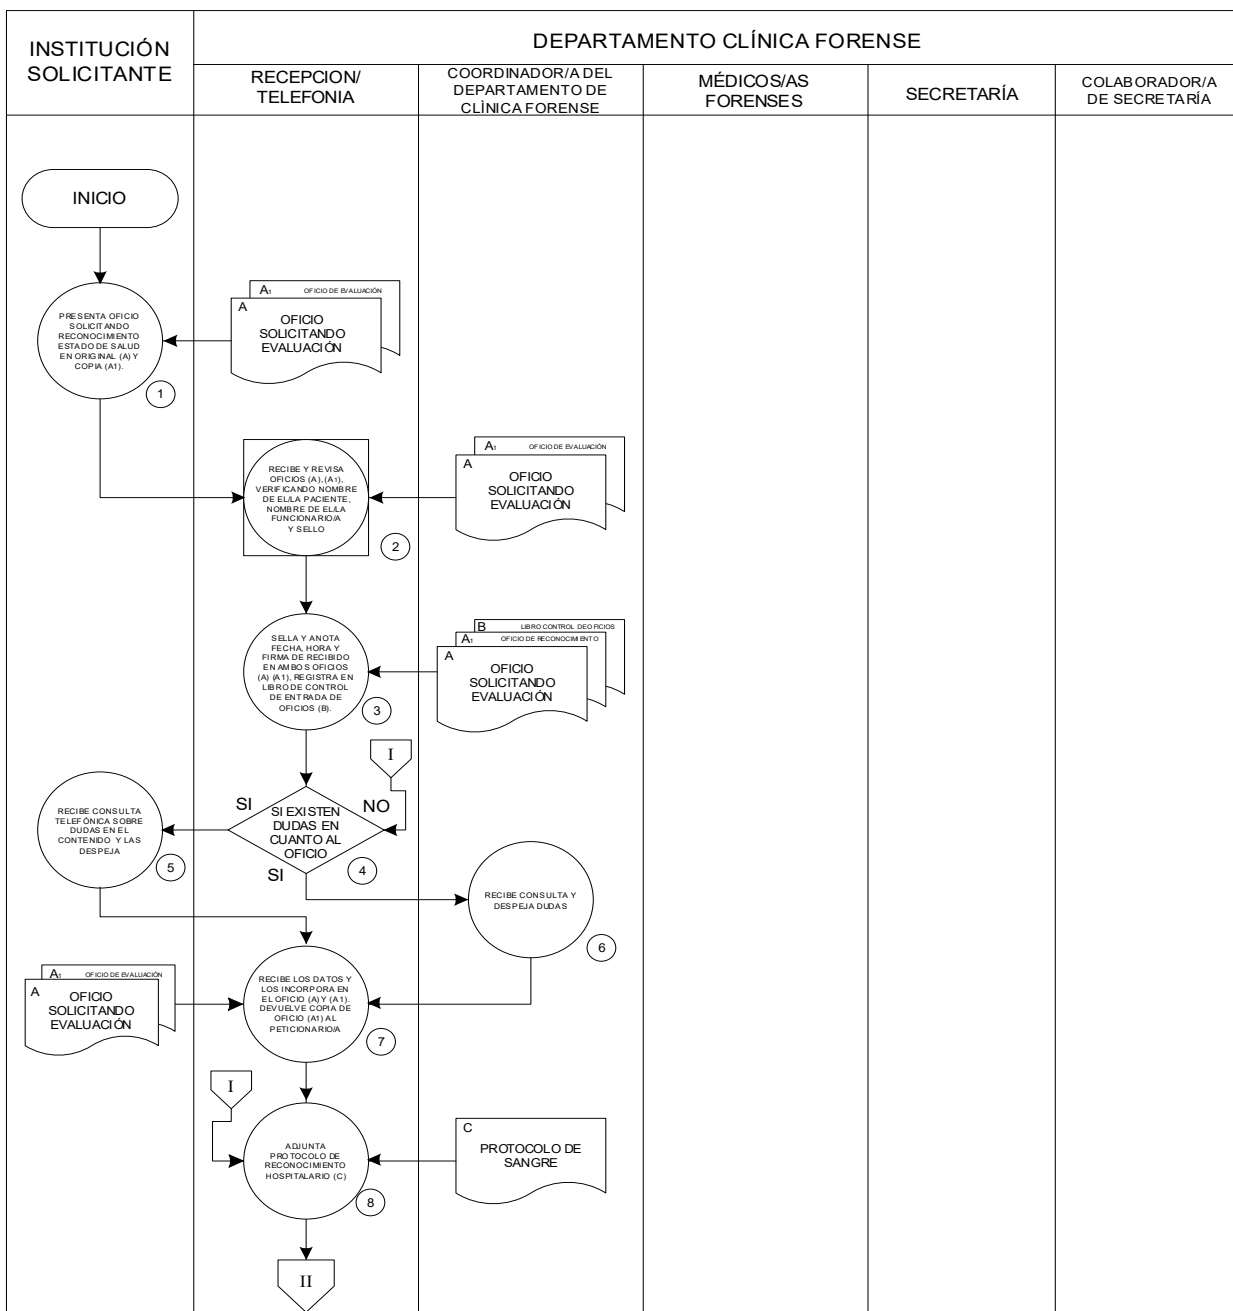 INSTITUCIÓN
SOLICITANTE
DEPARTAMENTO CLÍNICA FORENSE
RECEPCION/
TELEFONIA
COORDINADOR/A DEL
DEPARTAMENTO DE
CLÌNICA FORENSE
MÉDICOS/AS
FORENSES
SECRETARÍA
COLABORADOR/A
DE SECRETARÍA
INICIO
PRESENTA OFICIO
SOLICITANDO
RECONOCIMIENTO
ESTADO DE SALUD
EN ORIGINAL (A) Y
COPIA (A1).
1
A1 OFICIO DE EVALUACIÓN
A
OFICIO
SOLICITANDO
EVALUACIÓN
RECIBE Y REVISA
OFICIOS (A), (A1),
VERIFICANDO NOMBRE
DE EL/LA PACIENTE,
NOMBRE DE EL/LA
FUNCIONARIO/A
Y SELLO
2
A1 OFICIO DE EVALUACIÓN
A
OFICIO
SOLICITANDO
EVALUACIÓN
SELLA Y ANOTA
FECHA, HORA Y
FIRMA DE RECIBIDO
EN AMBOS OFICIOS
(A) (A1), REGISTRA EN
LIBRO DE CONTROL
DE ENTRADA DE
OFICIOS (B).
3
B LIBRO CONTROL DE OFICIOS
A1 OFICIO DE RECONOCIMIENTO
A
OFICIO
SOLICITANDO
EVALUACIÓN
I
SI
NO
SI EXISTEN
DUDAS EN
CUANTO AL
OFICIO
SI
4
RECIBE CONSULTA
TELEFÓNICA SOBRE
DUDAS EN EL
CONTENIDO Y LAS
DESPEJA
5
RECIBE CONSULTA Y
DESPEJA DUDAS
6
A1 OFICIO DE EVALUACIÓN
A
OFICIO
SOLICITANDO
EVALUACIÓN
RECIBE LOS DATOS Y
LOS INCORPORA EN
EL OFICIO (A) Y (A1).
DEVUELVE COPIA DE
OFICIO (A1) AL
PETICIONARIO/A
7
I
ADJUNTA
PROTOCOLO DE
RECONOCIMIENTO
HOSPITALARIO (C)
8
C
PROTOCOLO DE
SANGRE
II